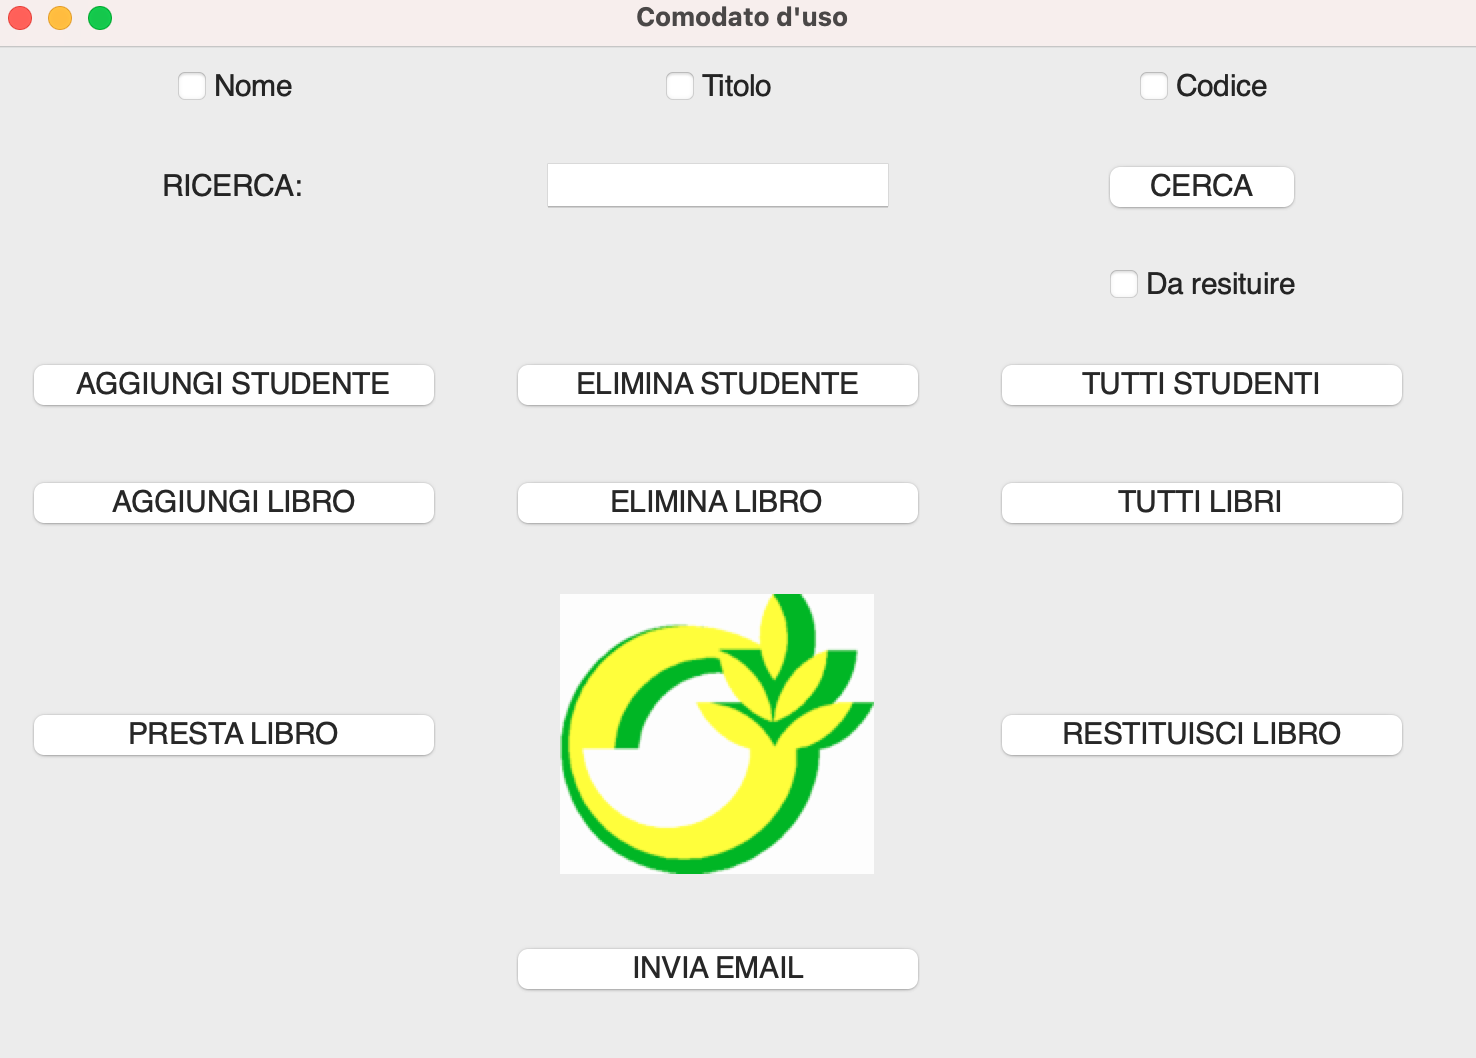 Comodato d'uso
Nome
Titolo
Codice
RICERCA:
CERCA
Da resituire
AGGIUNGI STUDENTE
ELIMINA STUDENTE
TUTTI STUDENTI
AGGIUNGI LIBRO
ELIMINA LIBRO
TUTTI LIBRI
PRESTA LIBRO
RESTITUISCI LIBRO
INVIA EMAIL